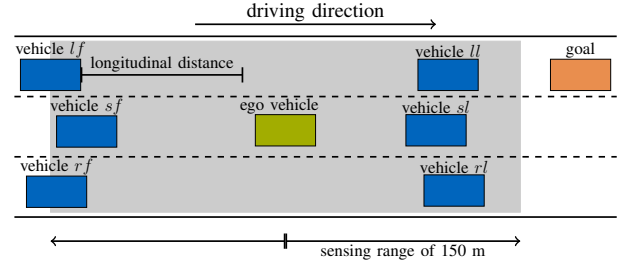 driving direction
vehicle lf
vehicle ll
goal
longitudinal distance
vehicle sf
ego vehicle
vehicle sl
vehicle rf
vehicle rl
sensing range of 150 m